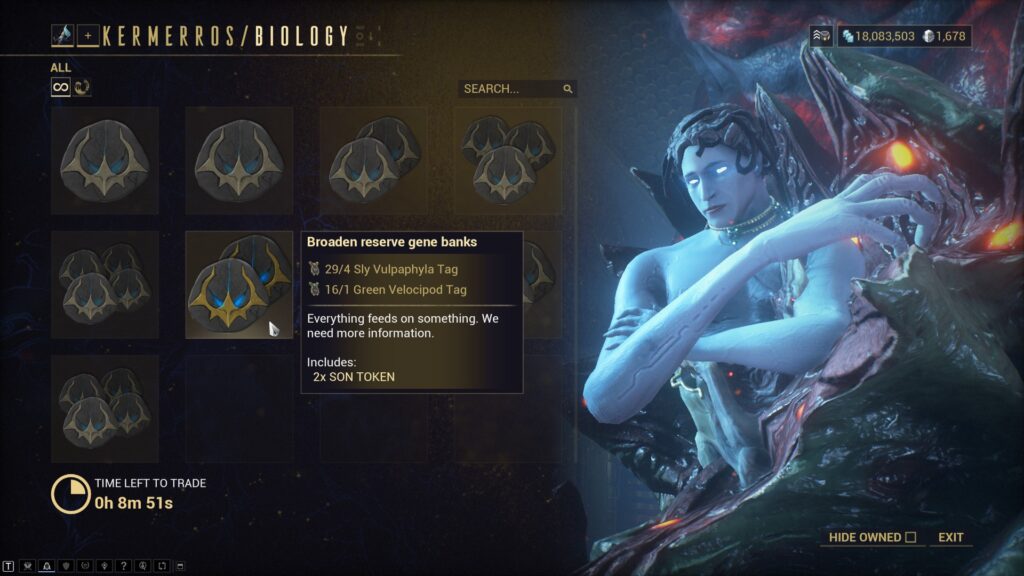 KERMERROS/BIOLOGY
18,083,503 1,678
ALL
SEARCH...
Broaden reserve gene banks
29/4 Sly Vulpaphyla Tag
16/1 Green Velocipod Tag
Everything feeds on something. We
need more information.
Includes:
2x SON TOKEN
TIME LEFT TO TRADE
0h 8m 51s
HIDE OWNED EXIT
T ?